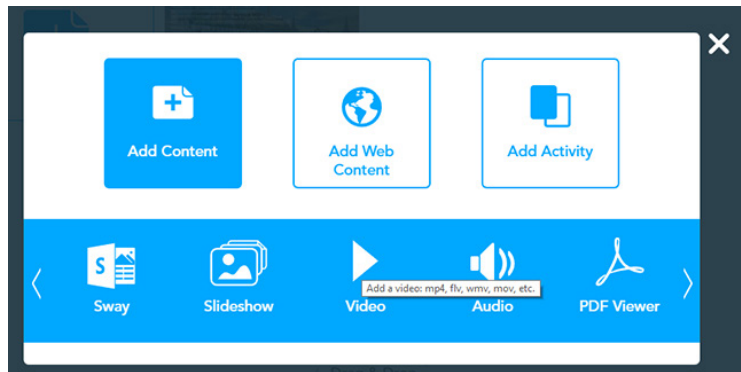 Add Content
Add Web
Content
Add Activity
S
Sway
Slideshow
Video
Audio
PDF Viewer
Add a video: mp4, flv, wmv, mov, etc.